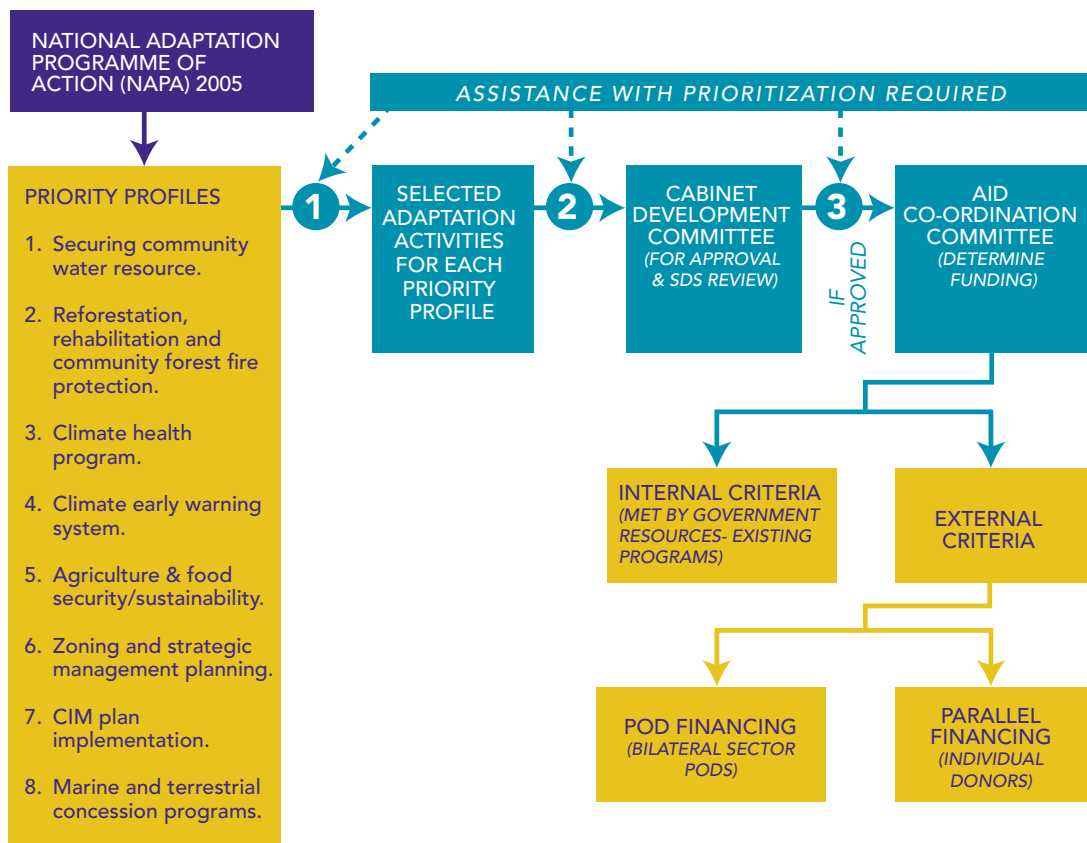 NATIONAL ADAPTATION
PROGRAMME OF
ACTION (NAPA) 2005
ASSISTANCE WITH PRIORITIZATION REQUIRED
PRIORITY PROFILES
1. Securing community
water resource.
2. Reforestation,
rehabilitation and
community forest fire
protection.
3. Climate health
program.
4. Climate early warning
system.
5. Agriculture & food
security/sustainability.
6. Zoning and strategic
management planning.
7. CIM plan
implementation.
8. Marine and terrestrial
concession programs.
1
SELECTED
ADAPTATION
ACTIVITIES
FOR EACH
PRIORITY
PROFILE
2
CABINET
DEVELOPMENT
COMMITTEE
(FOR APPROVAL
& SDS REVIEW)
3
IF
APPROVED
AID
CO-ORDINATION
COMMITTEE
(DETERMINE
FUNDING)
INTERNAL CRITERIA
(MET BY GOVERNMENT
RESOURCES- EXISTING
PROGRAMS)
EXTERNAL
CRITERIA
POD FINANCING
(BILATERAL SECTOR
PODS)
PARALLEL
FINANCING
(INDIVIDUAL
DONORS)